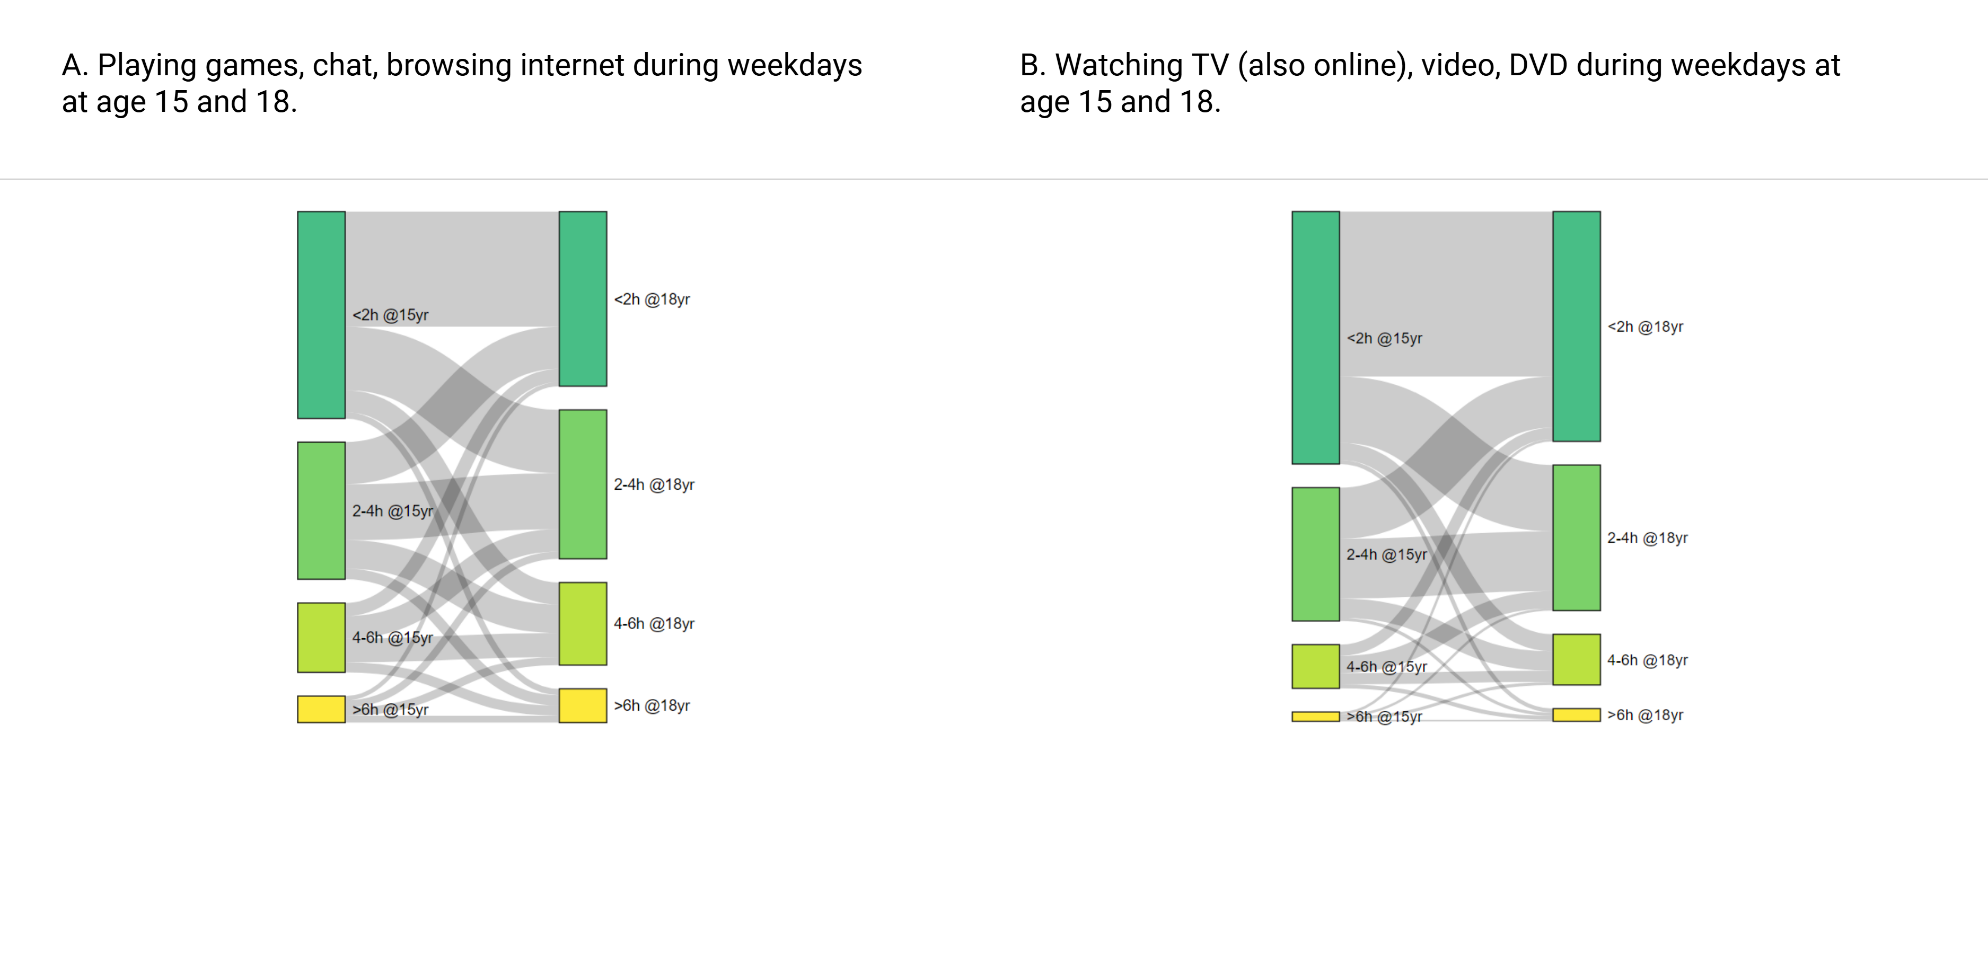 A. Playing games, chat, browsing internet during weekdays
at age 15 and 18.
<2h @15yr
2-4h @15yr
4-6h @15yr
>6h @15yr
<2h @18yr
2-4h @18yr
4-6h @18yr
>6h @18yr
B. Watching TV (also online), video, DVD during weekdays at
age 15 and 18.
<2h @15yr
2-4h @15yr
4-6h @15yr
>6h @15yr
<2h @18yr
2-4h @18yr
4-6h @18yr
>6h @18yr